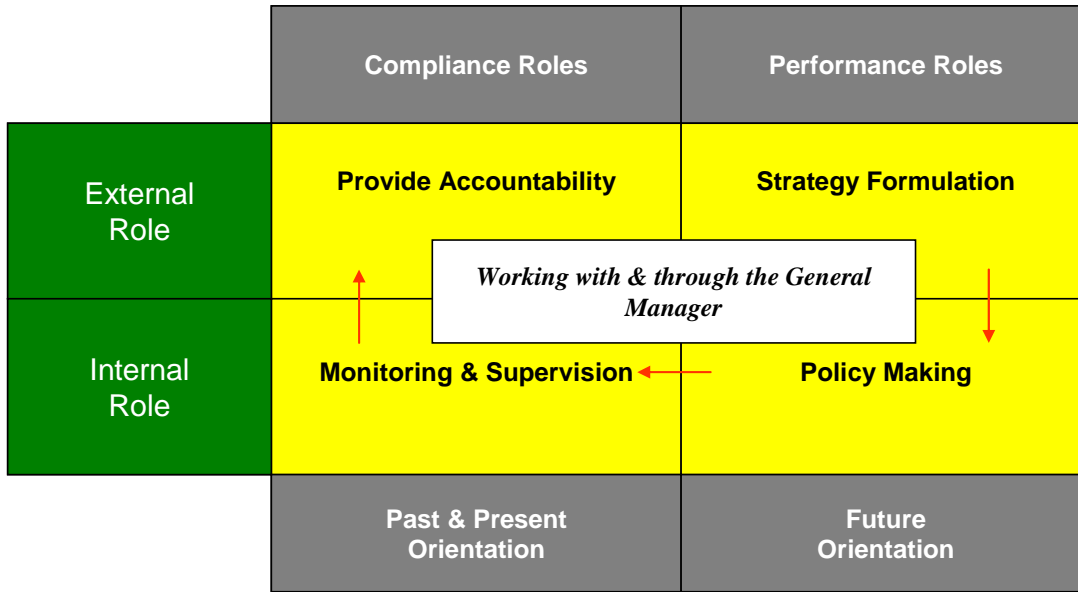 Compliance Roles
Performance Roles
External
Role
Provide Accountability
Strategy Formulation
Working with & through the General
Manager
Internal
Role
Monitoring & Supervision
Policy Making
Past & Present
Orientation
Future
Orientation